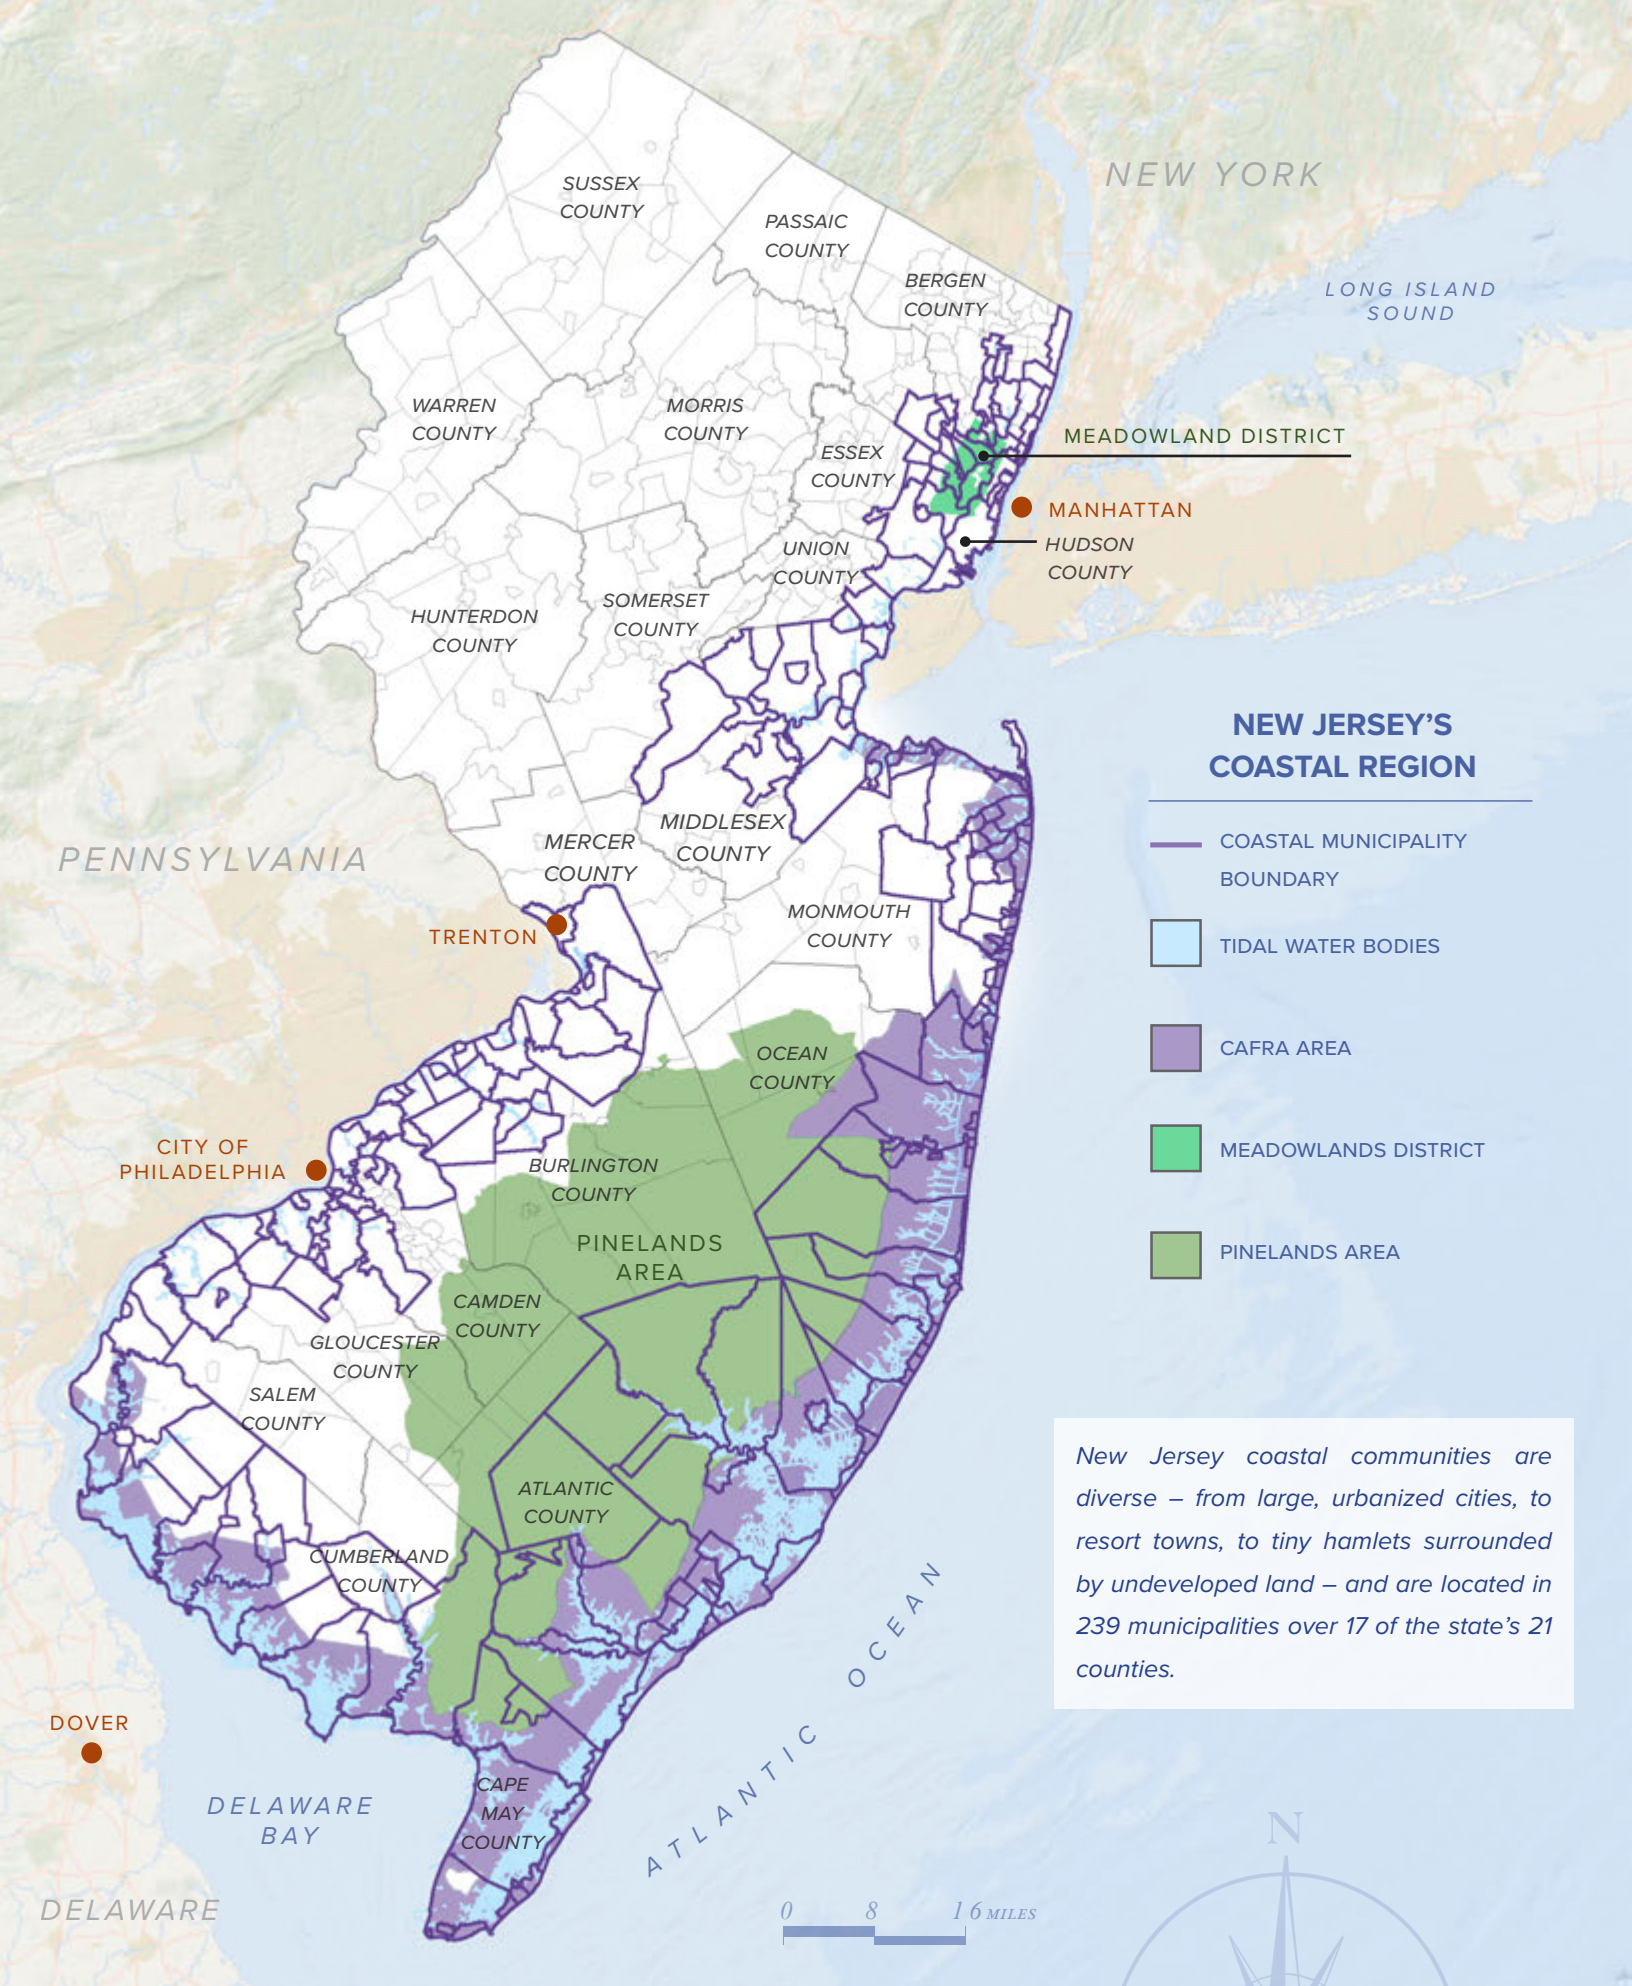 NEW YORK
SUSSEX
COUNTY
PASSAIC
COUNTY
BERGEN
COUNTY
LONG ISLAND
SOUND
WARREN
COUNTY
MORRIS
COUNTY
ESSEX
COUNTY
MEADOWLAND DISTRICT
MANHATTAN
HUDSON
COUNTY
UNION
COUNTY
SOMERSET
COUNTY
HUNTERDON
COUNTY
NEW JERSEY'S
COASTAL REGION
COASTAL MUNICIPALITY
BOUNDARY
TIDAL WATER BODIES
CAFRA AREA
MEADOWLANDS DISTRICT
PINELANDS AREA
PENNSYLVANIA
MERCER
COUNTY
MIDDLESEX
COUNTY
MONMOUTH
COUNTY
TRENTON
OCEAN
COUNTY
CITY OF
PHILADELPHIA
BURLINGTON
COUNTY
PINELANDS
AREA
CAMDEN
COUNTY
GLOUCESTER
COUNTY
SALEM
COUNTY
ATLANTIC
COUNTY
CUMBERLAND
COUNTY
New Jersey coastal communities are
diverse – from large, urbanized cities, to
resort towns, to tiny hamlets surrounded
by undeveloped land – and are located in
239 municipalities over 17 of the state's 21
counties.
ATLANTIC OCEAN
DOVER
DELAWARE
BAY
CAPE
MAY
COUNTY
DELAWARE
0 8 16 MILES
N